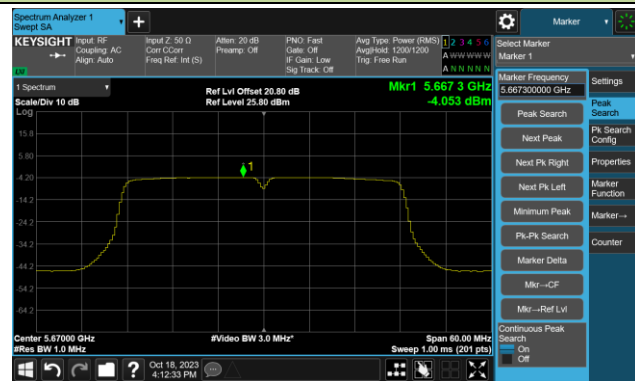 Spectrum Analyzer 1
Swept SA
Marker
KEYSIGHT
Input: RF
Coupling: AC
Align: Auto
Input Z: 50 Ω
Corr CCorr
Freq Ref: Int (S)
Atten: 20 dB
Preamp: Off
PNO: Fast
Gate: Off
IF Gain: Low
Sig Track: Off
Avg Type: Power (RMS)
Avg|Hold: 1200/1200
Trig: Free Run
1 2 3 4 5 6
A W W W W W
A N N N N N
Select Marker
Marker 1
1 Spectrum
Scale/Div 10 dB
Log
Ref Lvl Offset 20.80 dB
Ref Level 25.80 dBm
Mkr1 5.667 3 GHz
-4.053 dBm
15.8
5.80
-4.20
-14.2
-24.2
-34.2
-44.2
-54.2
-64.2
1
Center 5.67000 GHz
#Res BW 1.0 MHz
#Video BW 3.0 MHz*
Span 60.00 MHz
Sweep 1.00 ms (201 pts)
Marker Frequency
5.667300000 GHz
Peak Search
Next Peak
Next Pk Right
Next Pk Left
Minimum Peak
Pk-Pk Search
Marker Delta
Mkr→CF
Mkr→Ref Lvl
Continuous Peak
Search
On
Off
Settings
Peak
Search
Pk Search
Config
Properties
Marker
Function
Marker→
Counter
Oct 18, 2023
4:12:33 PM